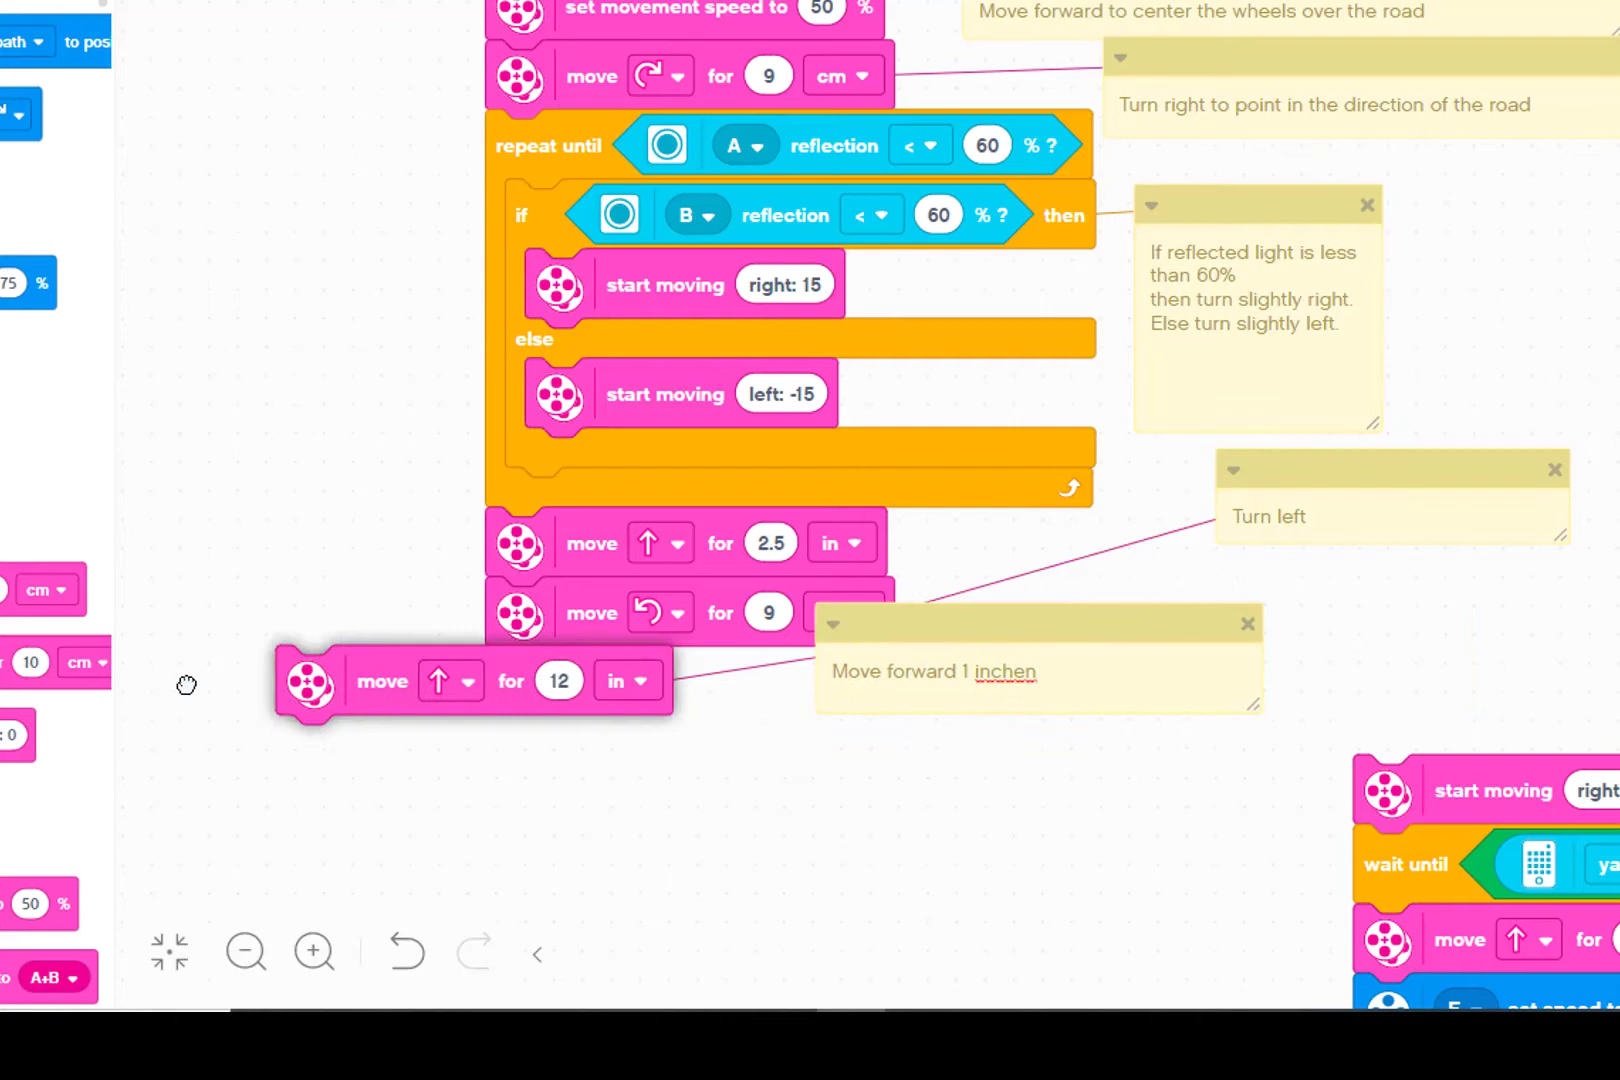 set movement speed to 50 %
Move forward to center the wheels over the road
path to pos
move for 9 cm
Turn right to point in the direction of the road
repeat until A reflection < 60 % ?
if B reflection < 60 % ? then
75 %
start moving right: 15
If reflected light is less
than 60%
then turn slightly right.
Else turn slightly left.
else
start moving left: -15
Turn left
move for 2.5 in
cm
move for 9
10 cm
move for 12 in
Move forward 1 inchen
: 0
start moving right
wait until ya
50 %
move for
A+B